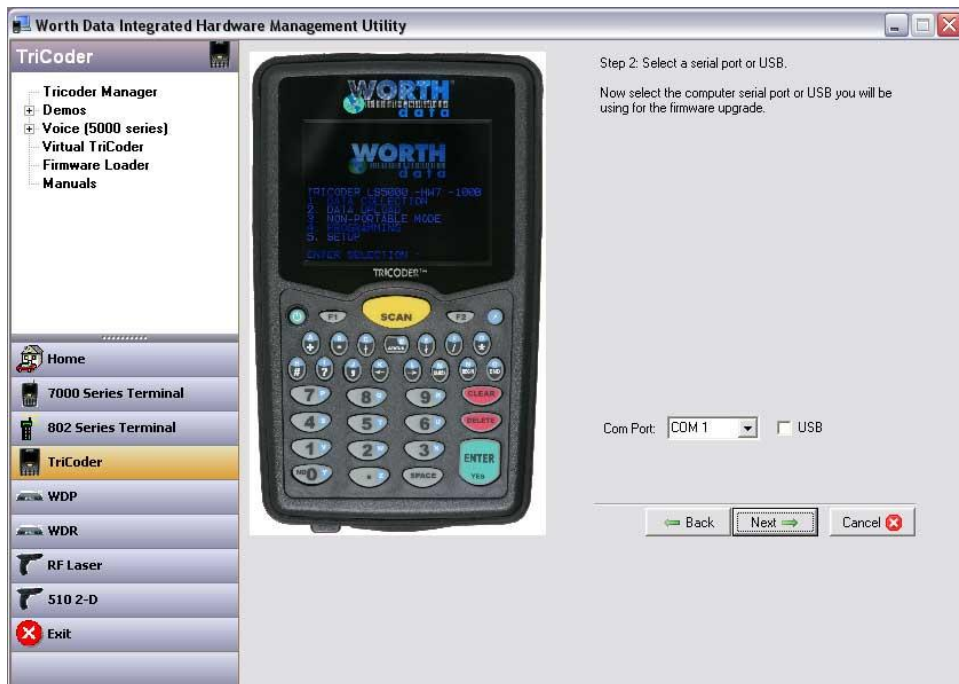 Worth Data Integrated Hardware Management Utility
TriCoder
Tricoder Manager
Demos
Voice (5000 series)
Virtual TriCoder
Firmware Loader
Manuals
Home
7000 Series Terminal
802 Series Terminal
TriCoder
WDP
WDR
RF Laser
510 2-D
Exit
WORTH
data
WORTH
data
TRICODER LS5000 -HW7 -100B
1. DATA COLLECTION
2. DATA UPLOAD
3. NON-PORTABLE MODE
4. PROGRAMMING
5. SETUP
ENTER SELECTION
TRICODER™
F1 SCAN F2
+ - /
# ? $
7 8 9 CLEAR
4 5 6 DELETE
1 2 3 ENTER
0 . SPACE YES
Step 2: Select a serial port or USB.
Now select the computer serial port or USB you will be
using for the firmware upgrade.
Com Port: COM 1 USB
Back Next Cancel